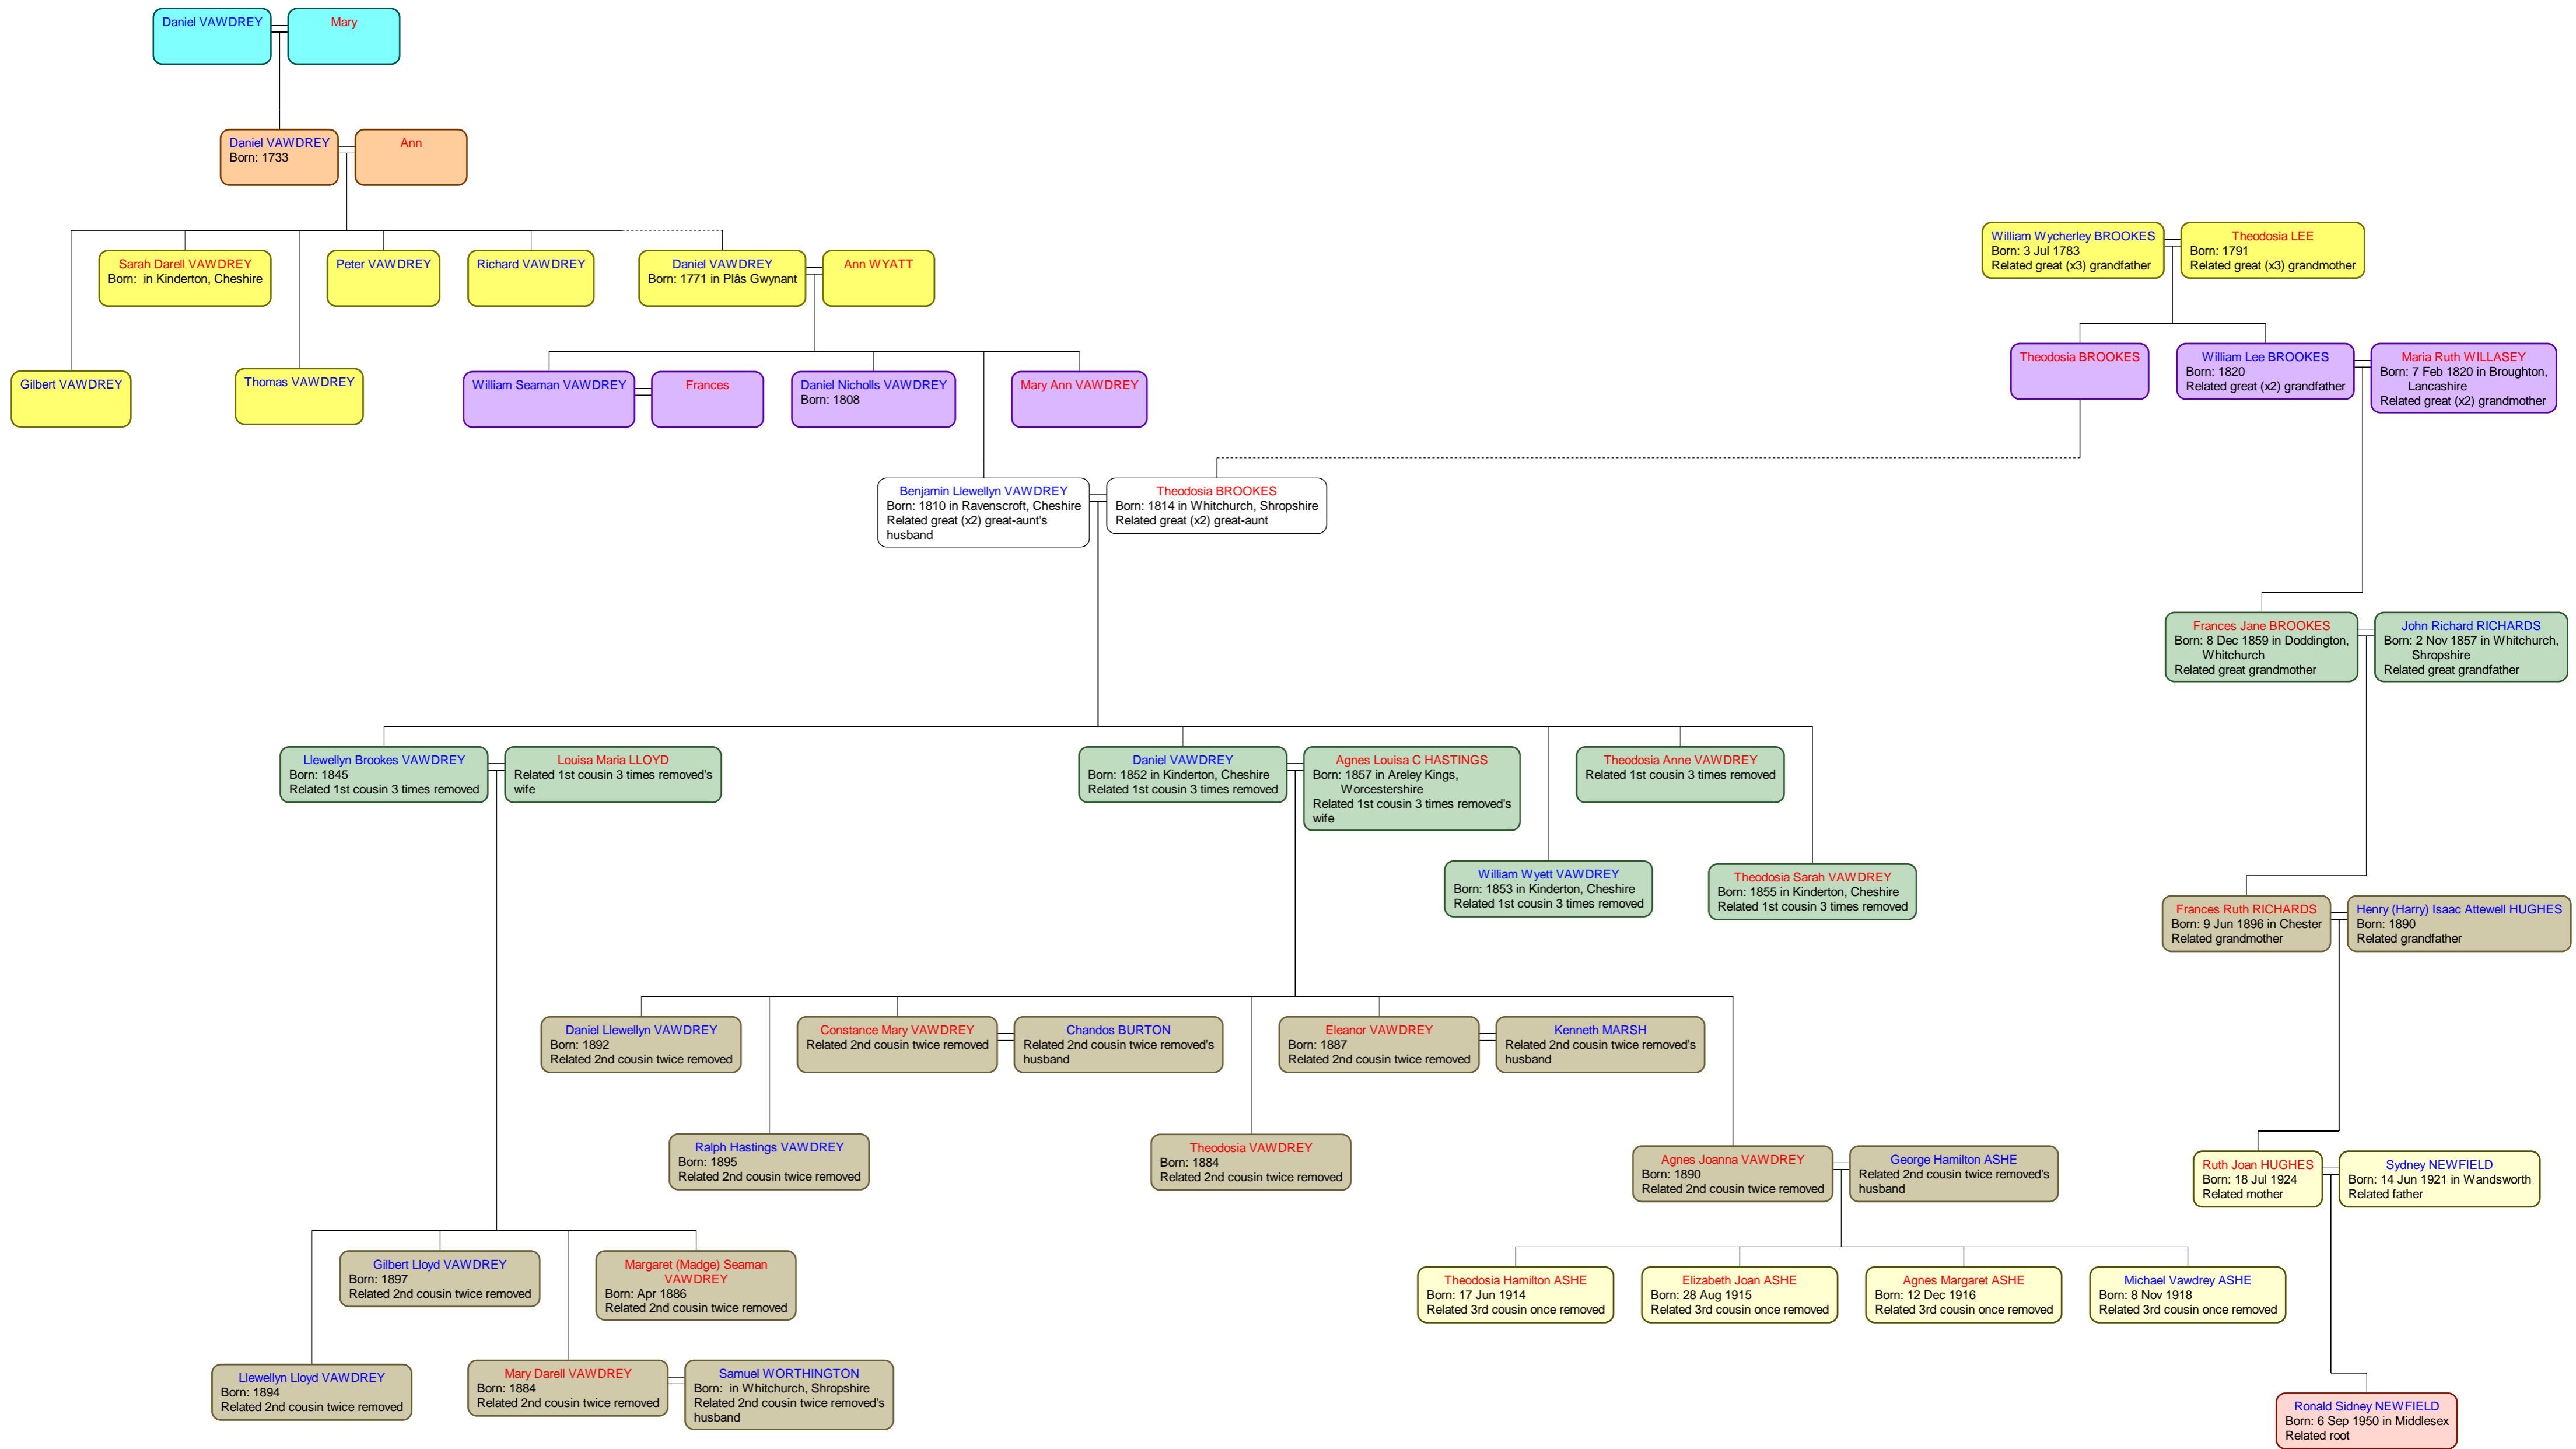 Daniel VAWDREY
Mary
Daniel VAWDREY
Born: 1733
Ann
William Wycherley BROOKES
Born: 3 Jul 1783
Related great (x3) grandfather
Theodosia LEE
Born: 1791
Related great (x3) grandmother
Sarah Darell VAWDREY
Born:  in Kinderton, Cheshire
Peter VAWDREY
Richard VAWDREY
Daniel VAWDREY
Born: 1771 in Plâs Gwynant
Ann WYATT
Gilbert VAWDREY
Thomas VAWDREY
William Seaman VAWDREY
Frances
Daniel Nicholls VAWDREY
Born: 1808
Mary Ann VAWDREY
Theodosia BROOKES
William Lee BROOKES
Born: 1820
Related great (x2) grandfather
Maria Ruth WILLASEY
Born: 7 Feb 1820 in Broughton,
Lancashire
Related great (x2) grandmother
Benjamin Llewellyn VAWDREY
Born: 1810 in Ravenscroft, Cheshire
Related great (x2) great-aunt's
husband
Theodosia BROOKES
Born: 1814 in Whitchurch, Shropshire
Related great (x2) great-aunt
Frances Jane BROOKES
Born: 8 Dec 1859 in Doddington,
Whitchurch
Related great grandmother
John Richard RICHARDS
Born: 2 Nov 1857 in Whitchurch,
Shropshire
Related great grandfather
Llewellyn Brookes VAWDREY
Born: 1845
Related 1st cousin 3 times removed
Louisa Maria LLOYD
Related 1st cousin 3 times removed's
wife
Daniel VAWDREY
Born: 1852 in Kinderton, Cheshire
Related 1st cousin 3 times removed
Agnes Louisa C HASTINGS
Born: 1857 in Areley Kings,
Worcestershire
Related 1st cousin 3 times removed's
wife
Theodosia Anne VAWDREY
Related 1st cousin 3 times removed
William Wyett VAWDREY
Born: 1853 in Kinderton, Cheshire
Related 1st cousin 3 times removed
Theodosia Sarah VAWDREY
Born: 1855 in Kinderton, Cheshire
Related 1st cousin 3 times removed
Frances Ruth RICHARDS
Born: 9 Jun 1896 in Chester
Related grandmother
Henry (Harry) Isaac Attewell HUGHES
Born: 1890
Related grandfather
Daniel Llewellyn VAWDREY
Born: 1892
Related 2nd cousin twice removed
Constance Mary VAWDREY
Related 2nd cousin twice removed
Chandos BURTON
Related 2nd cousin twice removed's
husband
Eleanor VAWDREY
Born: 1887
Related 2nd cousin twice removed
Kenneth MARSH
Related 2nd cousin twice removed's
husband
Ralph Hastings VAWDREY
Born: 1895
Related 2nd cousin twice removed
Theodosia VAWDREY
Born: 1884
Related 2nd cousin twice removed
Agnes Joanna VAWDREY
Born: 1890
Related 2nd cousin twice removed
George Hamilton ASHE
Related 2nd cousin twice removed's
husband
Ruth Joan HUGHES
Born: 18 Jul 1924
Related mother
Sydney NEWFIELD
Born: 14 Jun 1921 in Wandsworth
Related father
Gilbert Lloyd VAWDREY
Born: 1897
Related 2nd cousin twice removed
Margaret (Madge) Seaman
VAWDREY
Born: Apr 1886
Related 2nd cousin twice removed
Theodosia Hamilton ASHE
Born: 17 Jun 1914
Related 3rd cousin once removed
Elizabeth Joan ASHE
Born: 28 Aug 1915
Related 3rd cousin once removed
Agnes Margaret ASHE
Born: 12 Dec 1916
Related 3rd cousin once removed
Michael Vawdrey ASHE
Born: 8 Nov 1918
Related 3rd cousin once removed
Llewellyn Lloyd VAWDREY
Born: 1894
Related 2nd cousin twice removed
Mary Darell VAWDREY
Born: 1884
Related 2nd cousin twice removed
Samuel WORTHINGTON
Born:  in Whitchurch, Shropshire
Related 2nd cousin twice removed's
husband
Ronald Sidney NEWFIELD
Born: 6 Sep 1950 in Middlesex
Related root